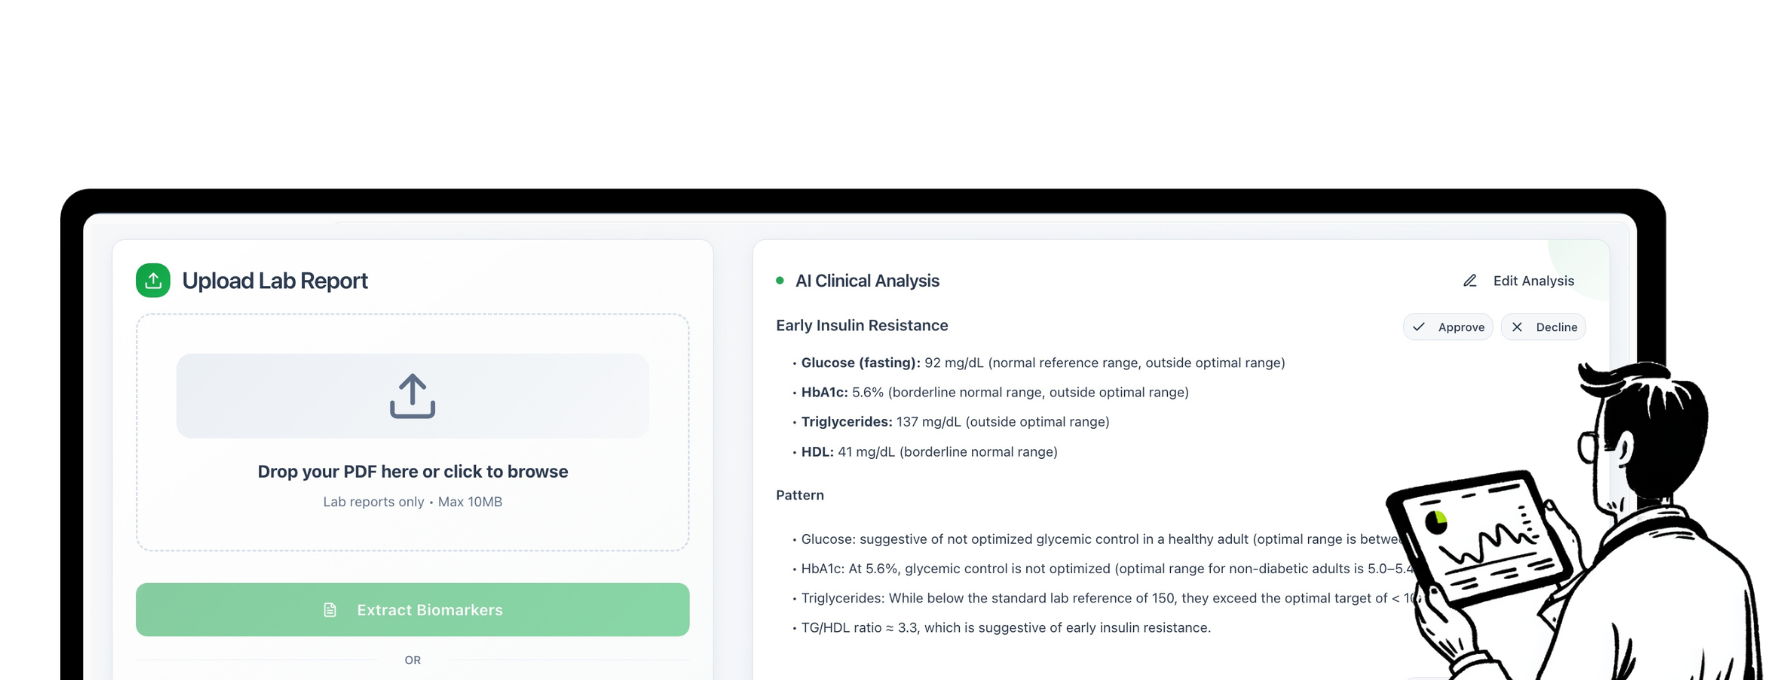 Upload Lab Report
Drop your PDF here or click to browse
Lab reports only • Max 10MB
Extract Biomarkers
OR
AI Clinical Analysis
Edit Analysis
Early Insulin Resistance
Approve
Decline
• Glucose (fasting): 92 mg/dL (normal reference range, outside optimal range)
• HbA1c: 5.6% (borderline normal range, outside optimal range)
• Triglycerides: 137 mg/dL (outside optimal range)
• HDL: 41 mg/dL (borderline normal range)
Pattern
• Glucose: suggestive of not optimized glycemic control in a healthy adult (optimal range is
• HbA1c: At 5.6%, glycemic control is not optimized (optimal range for non-diabetic adults is 5.0–5.4
• Triglycerides: While below the standard lab reference of 150, they exceed the optimal target of <
• TG/HDL ratio ≈ 3.3, which is suggestive of early insulin resistance.